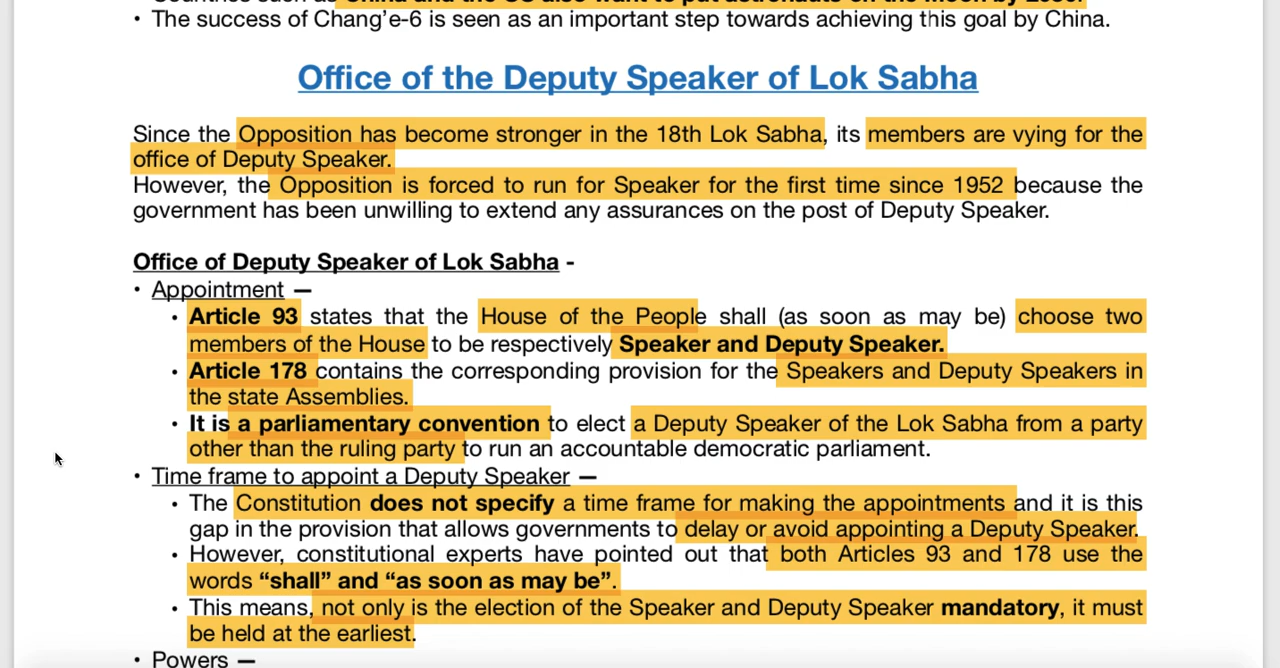 • The success of Chang’e-6 is seen as an important step towards achieving this goal by China.
Office of the Deputy Speaker of Lok Sabha
Since the Opposition has become stronger in the 18th Lok Sabha, its members are vying for the
office of Deputy Speaker.
However, the Opposition is forced to run for Speaker for the first time since 1952 because the
government has been unwilling to extend any assurances on the post of Deputy Speaker.
Office of Deputy Speaker of Lok Sabha -
• Appointment —
• Article 93 states that the House of the People shall (as soon as may be) choose two
members of the House to be respectively Speaker and Deputy Speaker.
• Article 178 contains the corresponding provision for the Speakers and Deputy Speakers in
the state Assemblies.
• It is a parliamentary convention to elect a Deputy Speaker of the Lok Sabha from a party
other than the ruling party to run an accountable democratic parliament.
• Time frame to appoint a Deputy Speaker —
• The Constitution does not specify a time frame for making the appointments and it is this
gap in the provision that allows governments to delay or avoid appointing a Deputy Speaker.
• However, constitutional experts have pointed out that both Articles 93 and 178 use the
words “shall” and “as soon as may be”.
• This means, not only is the election of the Speaker and Deputy Speaker mandatory, it must
be held at the earliest.
• Powers —